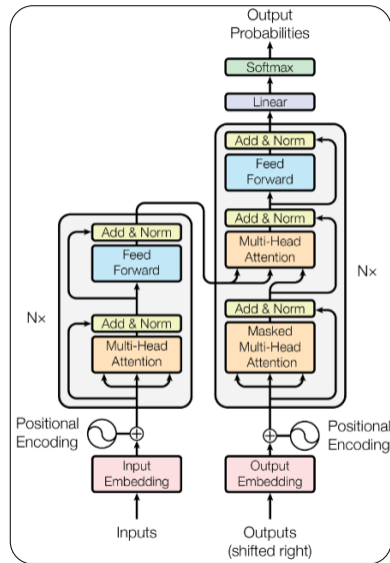 Output
Probabilities
Softmax
Linear
Add & Norm
Feed
Forward
Add & Norm
Multi-Head
Attention
Add & Norm
Masked
Multi-Head
Attention
Nx
Add & Norm
Feed
Forward
Nx
Add & Norm
Multi-Head
Attention
Positional
Encoding
Positional
Encoding
Input
Embedding
Output
Embedding
Inputs
Outputs
(shifted right)